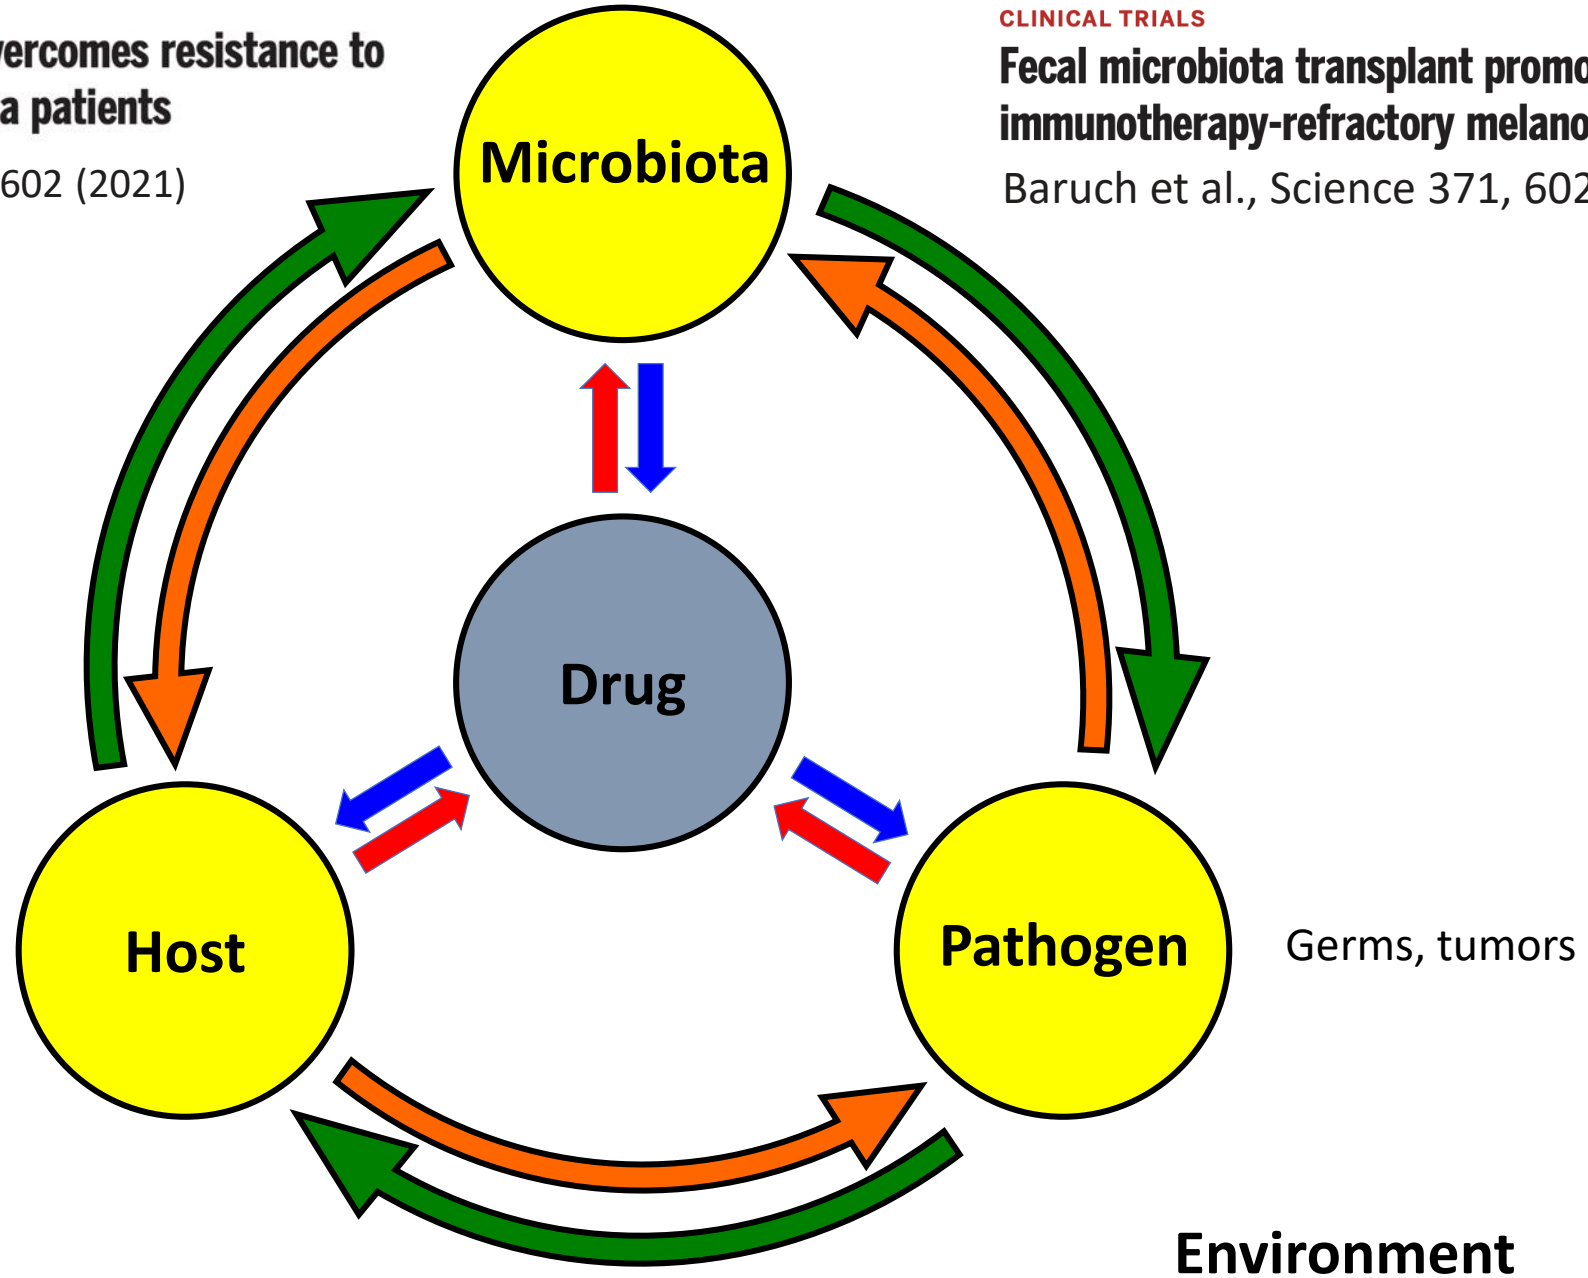 vercomes resistance to
a patients
602 (2021)
CLINICAL TRIALS
Fecal microbiota transplant promo
immunotherapy-refractory melano
Baruch et al., Science 371, 602
Microbiota
Drug
Host
Pathogen
Germs, tumors
Environment